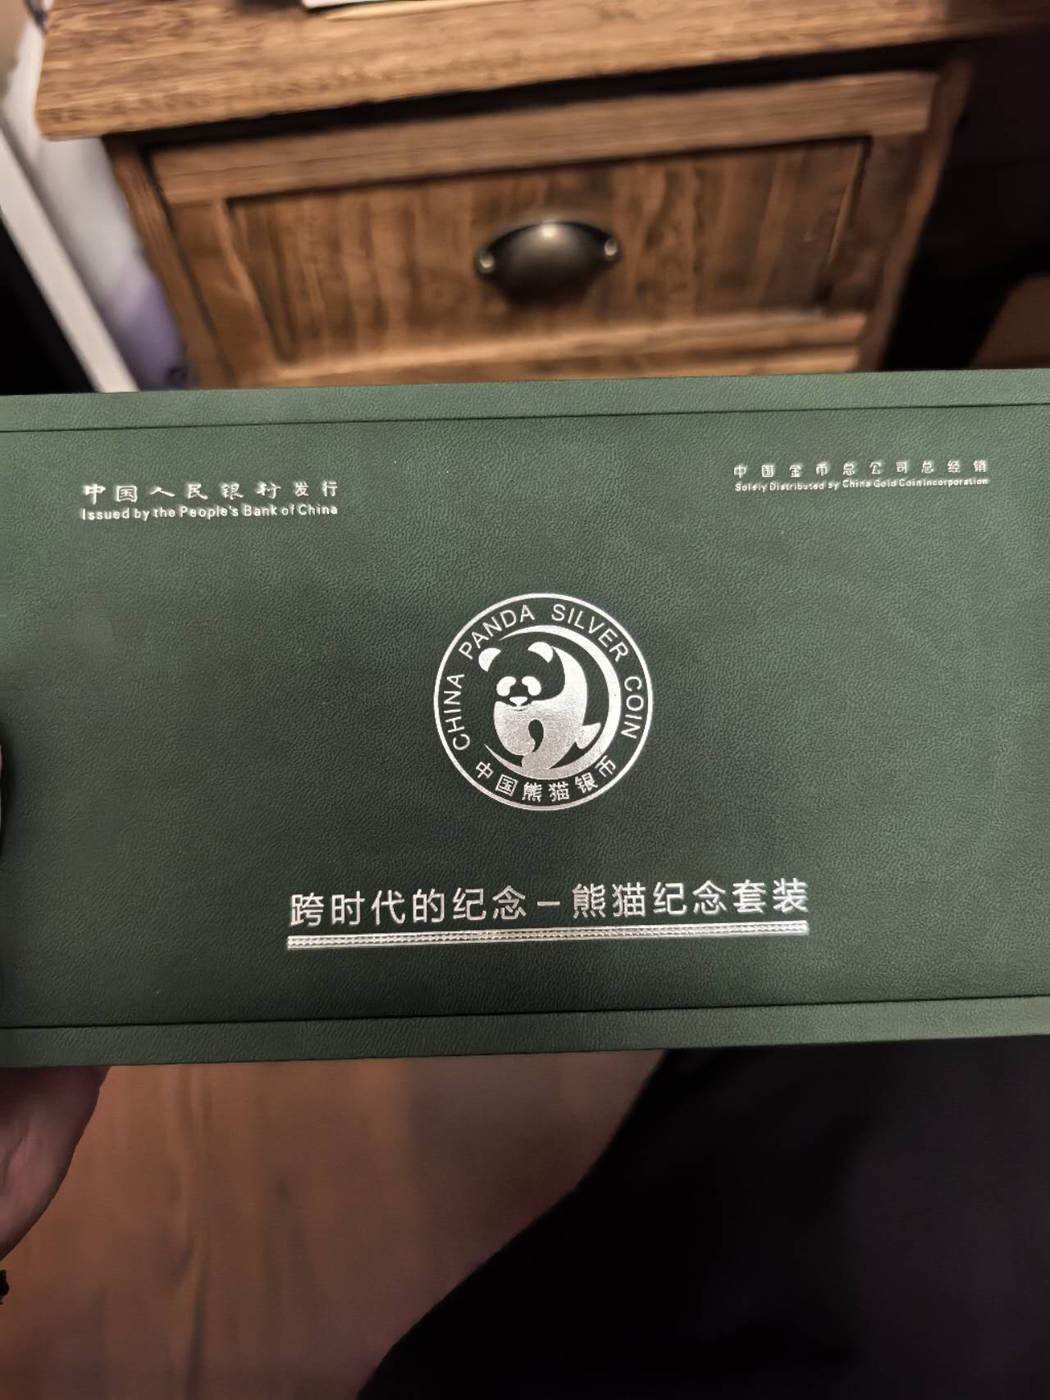 中国人民银行发行
Issued by the People's Bank of China
中国金币总公司总经销
Solely Distributed by China Gold Coin Incorporation
CHINA PANDA SILVER COIN
中国熊猫银币
跨时代的纪念－熊猫纪念套装